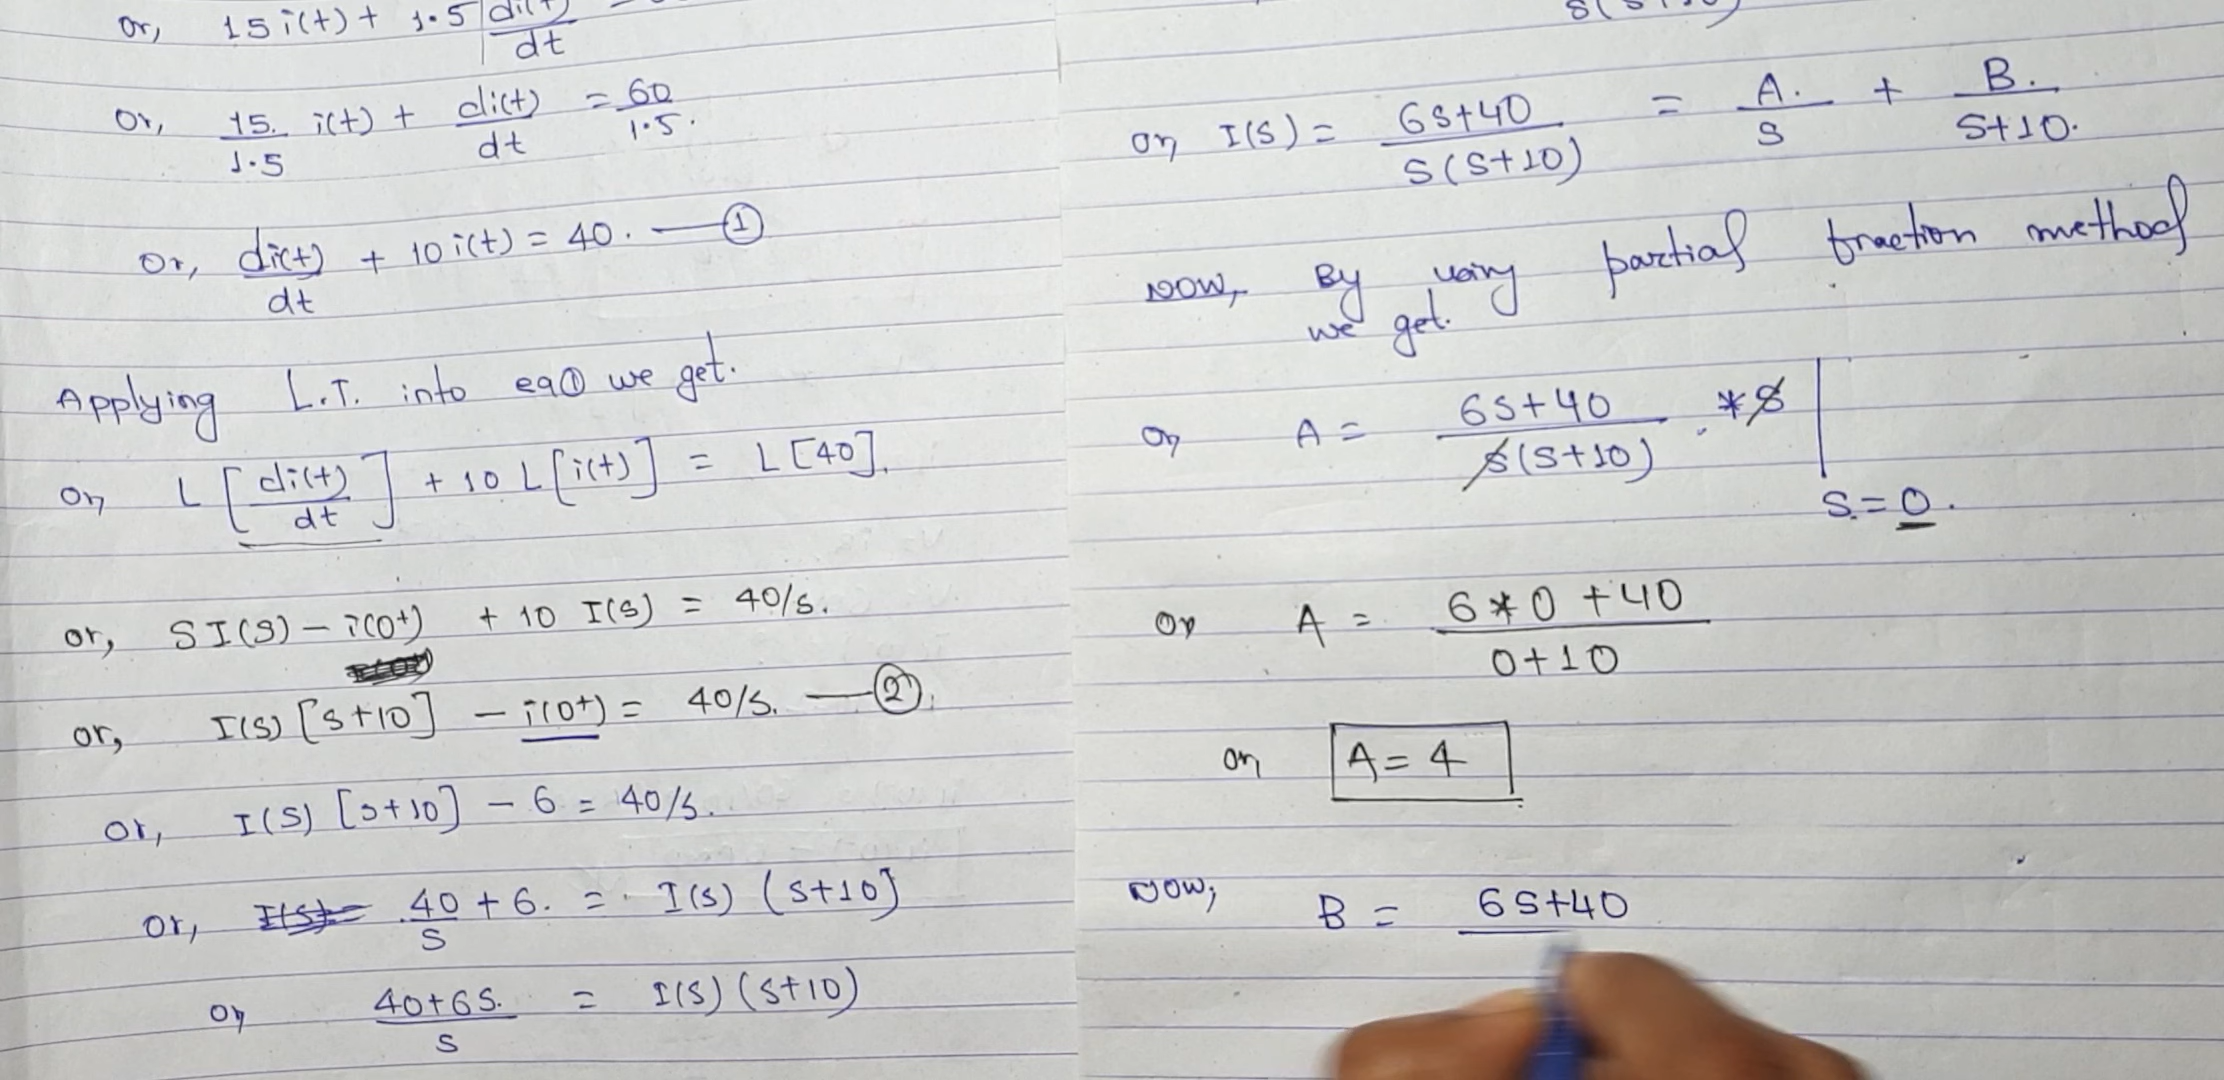 or, 15 i(t) + 1.5 di(t)/dt
or, 15./1.5 i(t) + di(t)/dt = 60/1.5.
or, di(t)/dt + 10 i(t) = 40. — ①
Applying L.T. into eq① we get.
or L[di(t)/dt] + 10 L[i(t)] = L[40].
or, SI(S) - i(0+) + 10 I(S) = 40/s.
or, I(S) [s+10] - i(0+) = 40/s. — ②.
or, I(S) [s+10] - 6 = 40/s.
or, I(S)= 40/s + 6. = I(s) (s+10]
or 40+6S./s = I(S) (s+10)
S(S+10)
or I(S) = 6S+40/S(S+10) = A./S + B./S+10.
NOW, By using partial fraction method
we get.
or A = 6S+40/S(S+10) . *S | S=0.
or A = 6*0+40/0+10
or A = 4
NOW, B = 6S+40